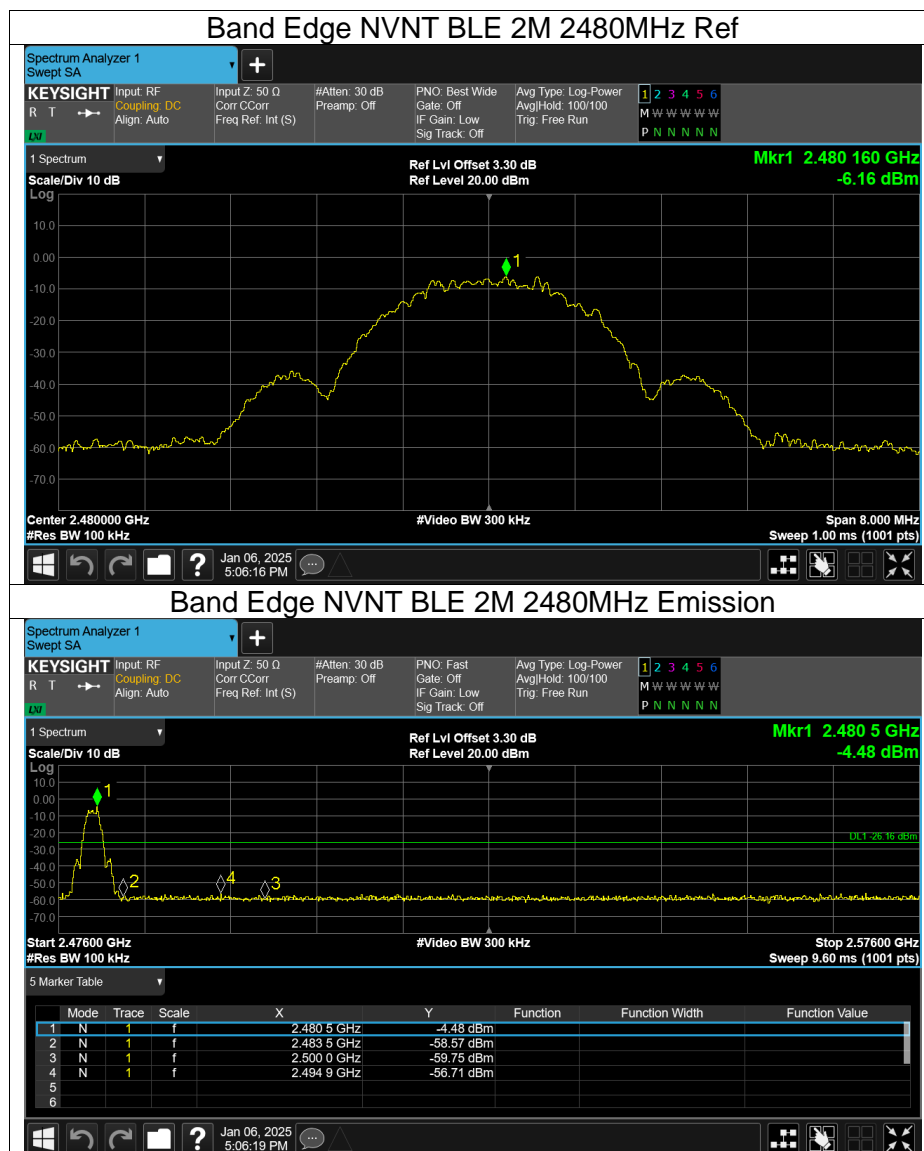 Band Edge NVNT BLE 2M 2480MHz Ref
Spectrum Analyzer 1
Swept SA
+
KEYSIGHT
R T
LXI
Input: RF
Coupling: DC
Align: Auto
Input Z: 50 Ω
Corr CCorr
Freq Ref: Int (S)
#Atten: 30 dB
Preamp: Off
PNO: Best Wide
Gate: Off
IF Gain: Low
Sig Track: Off
Avg Type: Log-Power
Avg|Hold: 100/100
Trig: Free Run
1 2 3 4 5 6
M W W W W W
P N N N N N
1 Spectrum
Scale/Div 10 dB
Ref Lvl Offset 3.30 dB
Ref Level 20.00 dBm
Mkr1 2.480 160 GHz
-6.16 dBm
Log
10.0
0.00
-10.0
-20.0
-30.0
-40.0
-50.0
-60.0
-70.0
1
Center 2.480000 GHz
#Res BW 100 kHz
#Video BW 300 kHz
Span 8.000 MHz
Sweep 1.00 ms (1001 pts)
?
Jan 06, 2025
5:06:16 PM
Band Edge NVNT BLE 2M 2480MHz Emission
Spectrum Analyzer 1
Swept SA
+
KEYSIGHT
R T
LXI
Input: RF
Coupling: DC
Align: Auto
Input Z: 50 Ω
Corr CCorr
Freq Ref: Int (S)
#Atten: 30 dB
Preamp: Off
PNO: Fast
Gate: Off
IF Gain: Low
Sig Track: Off
Avg Type: Log-Power
Avg|Hold: 100/100
Trig: Free Run
1 2 3 4 5 6
M W W W W W
P N N N N N
1 Spectrum
Scale/Div 10 dB
Ref Lvl Offset 3.30 dB
Ref Level 20.00 dBm
Mkr1 2.480 5 GHz
-4.48 dBm
Log
10.0
0.00
-10.0
-20.0
-30.0
-40.0
-50.0
-60.0
-70.0
1
2
4
3
DL1 -26.16 dBm
Start 2.47600 GHz
#Res BW 100 kHz
#Video BW 300 kHz
Stop 2.57600 GHz
Sweep 9.60 ms (1001 pts)
5 Marker Table
Mode Trace Scale X Y Function Function Width Function Value
1 N 1 f 2.480 5 GHz -4.48 dBm
2 N 1 f 2.483 5 GHz -58.57 dBm
3 N 1 f 2.500 0 GHz -59.75 dBm
4 N 1 f 2.494 9 GHz -56.71 dBm
5
6
?
Jan 06, 2025
5:06:19 PM